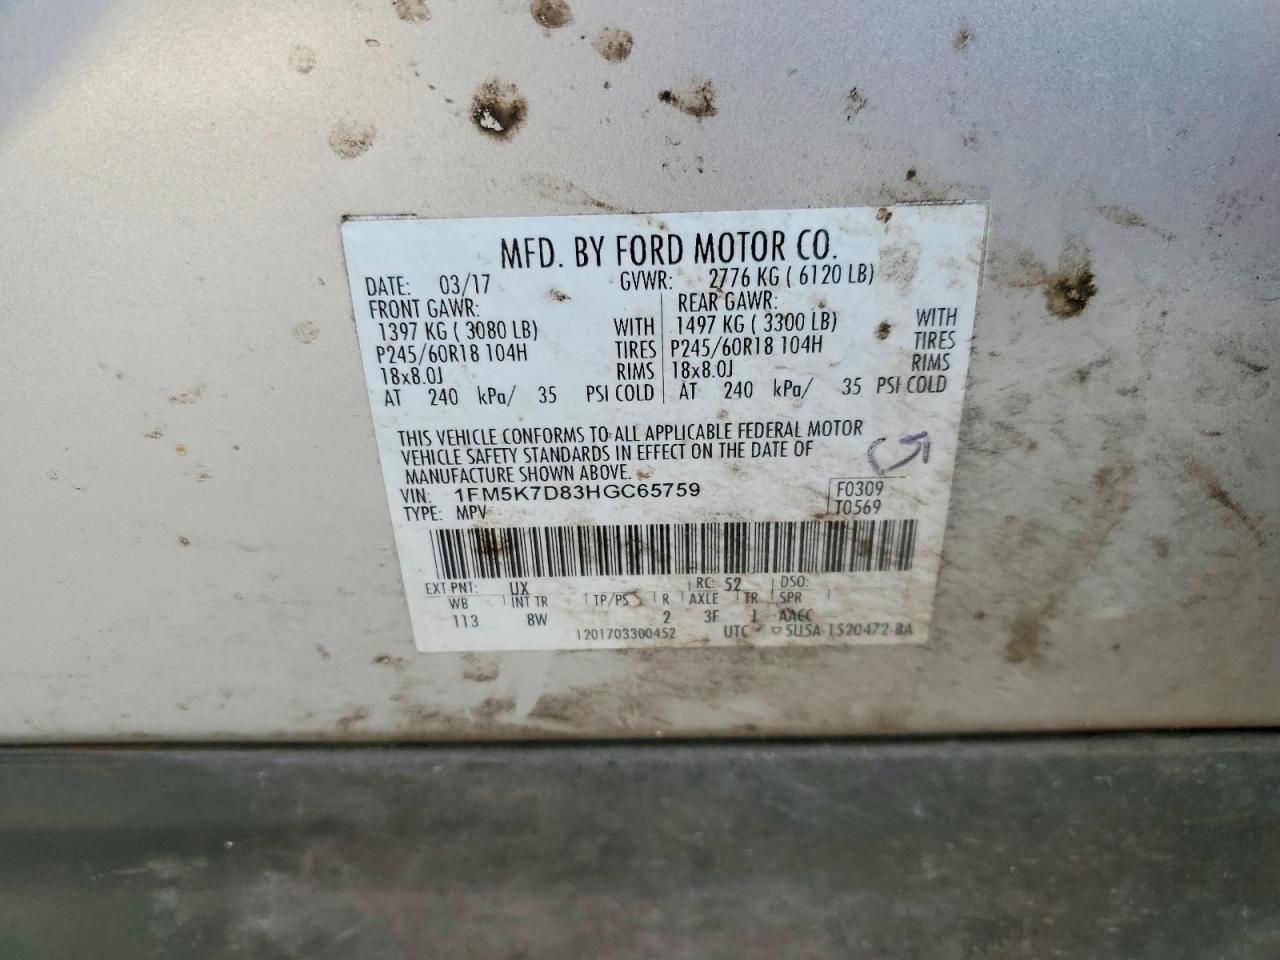 MFD. BY FORD MOTOR CO.
DATE: 03/17 GVWR: 2776 KG ( 6120 LB)
FRONT GAWR: REAR GAWR:
1397 KG ( 3080 LB) WITH 1497 KG ( 3300 LB) WITH
P245/60R18 104H TIRES P245/60R18 104H TIRES
18x8.0J RIMS 18x8.0J RIMS
AT 240 kPa/ 35 PSI COLD AT 240 kPa/ 35 PSI COLD
THIS VEHICLE CONFORMS TO ALL APPLICABLE FEDERAL MOTOR
VEHICLE SAFETY STANDARDS IN EFFECT ON THE DATE OF
MANUFACTURE SHOWN ABOVE.
VIN: 1FM5K7D83HGC65759 F0309
TYPE: MPV T0569
EXT PNT: UX RC: 52 DSO:
WB INT TR TP/PS R AXLE TR SPR
113 8W 2 3F J AACC
1201703300452 UTC ▽5U5A-1520472-BA